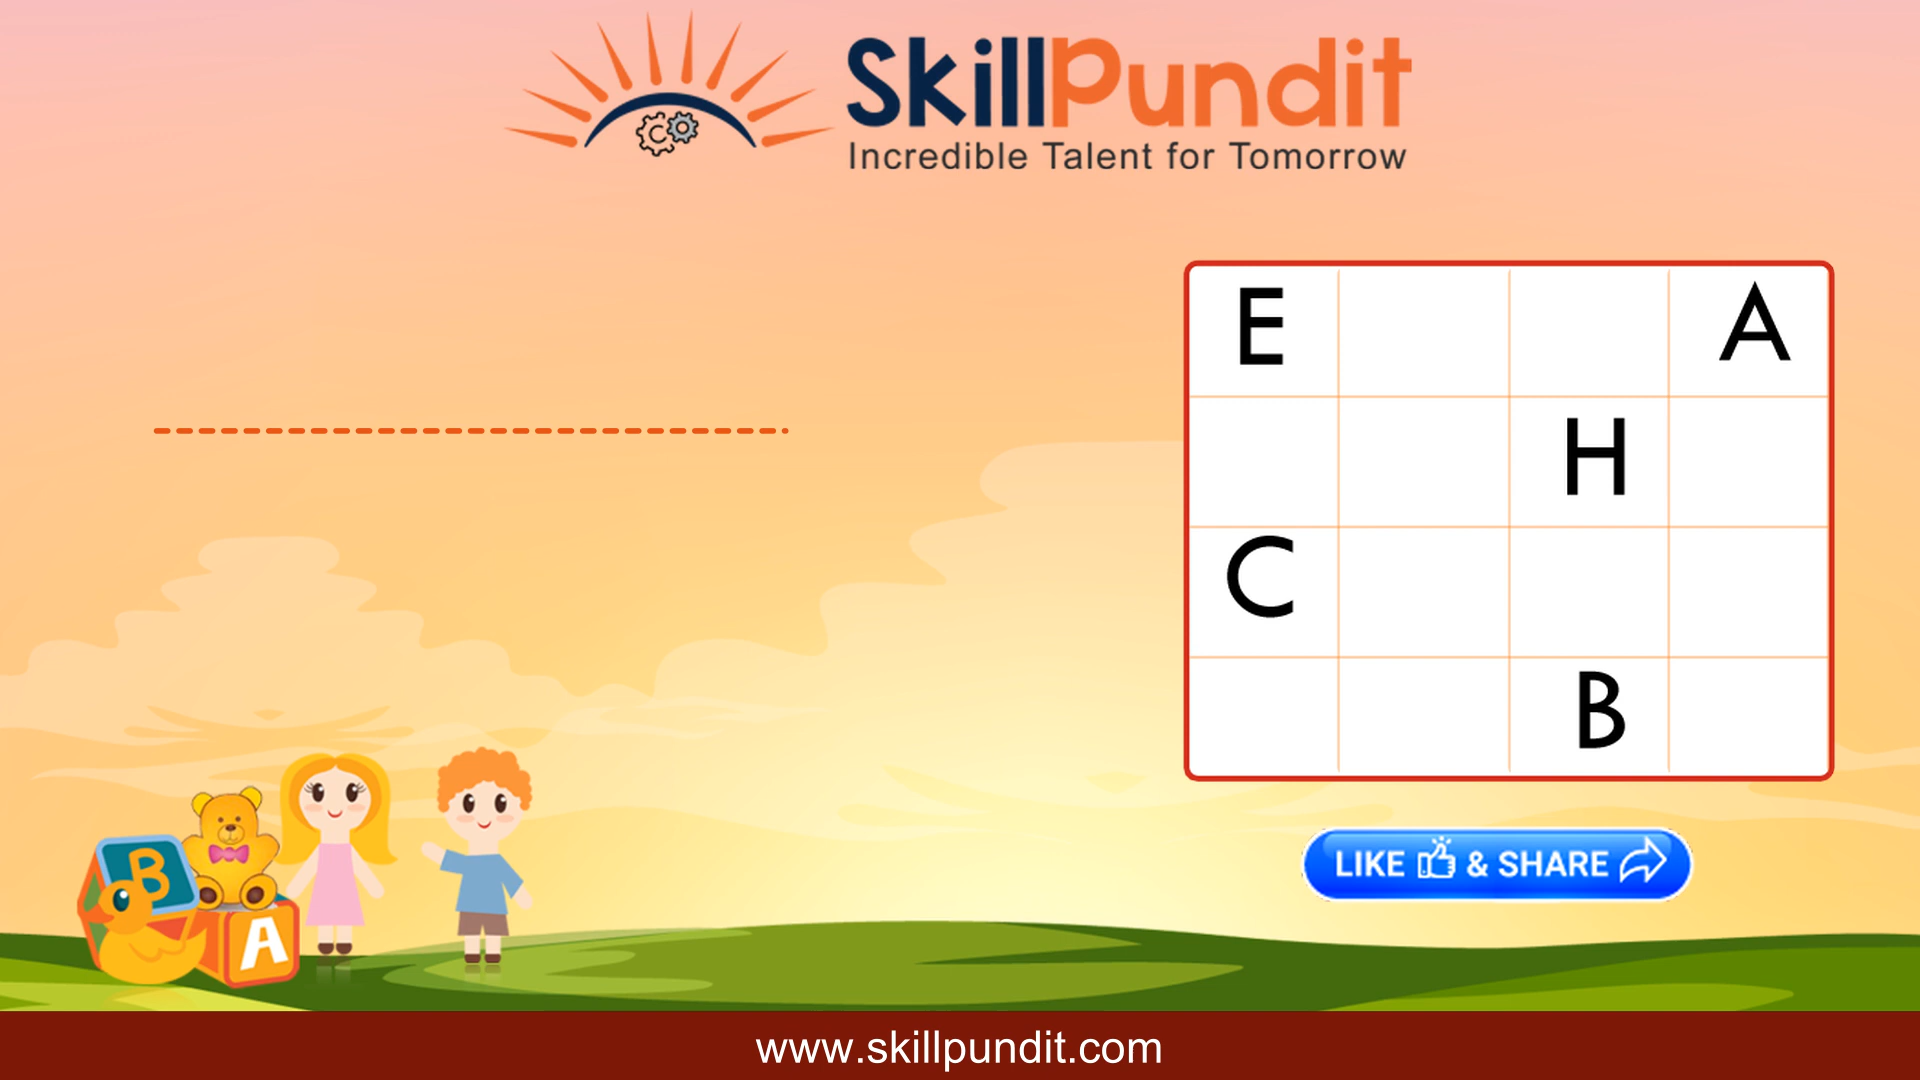 SkillPundit
Incredible Talent for Tomorrow
E A
H
C
B
LIKE & SHARE
B
A
www.skillpundit.com